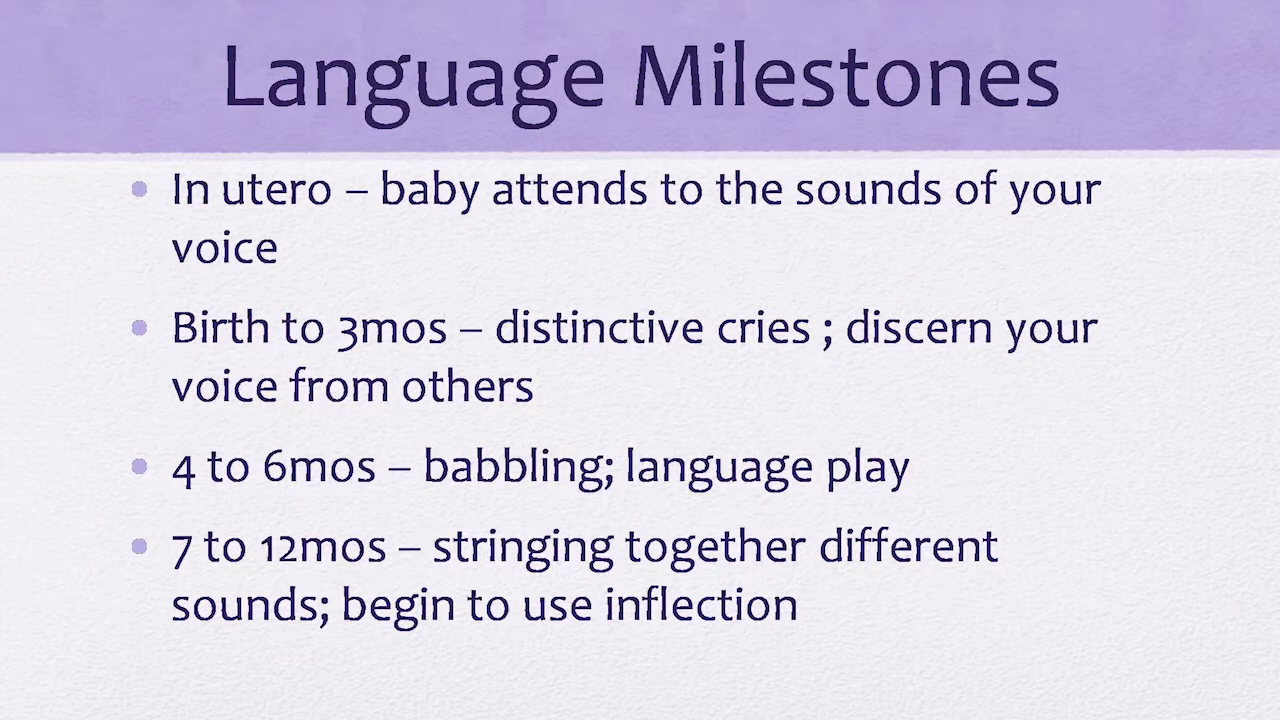 Language Milestones
• In utero – baby attends to the sounds of your
voice
• Birth to 3mos – distinctive cries ; discern your
voice from others
• 4 to 6mos – babbling; language play
• 7 to 12mos – stringing together different
sounds; begin to use inflection